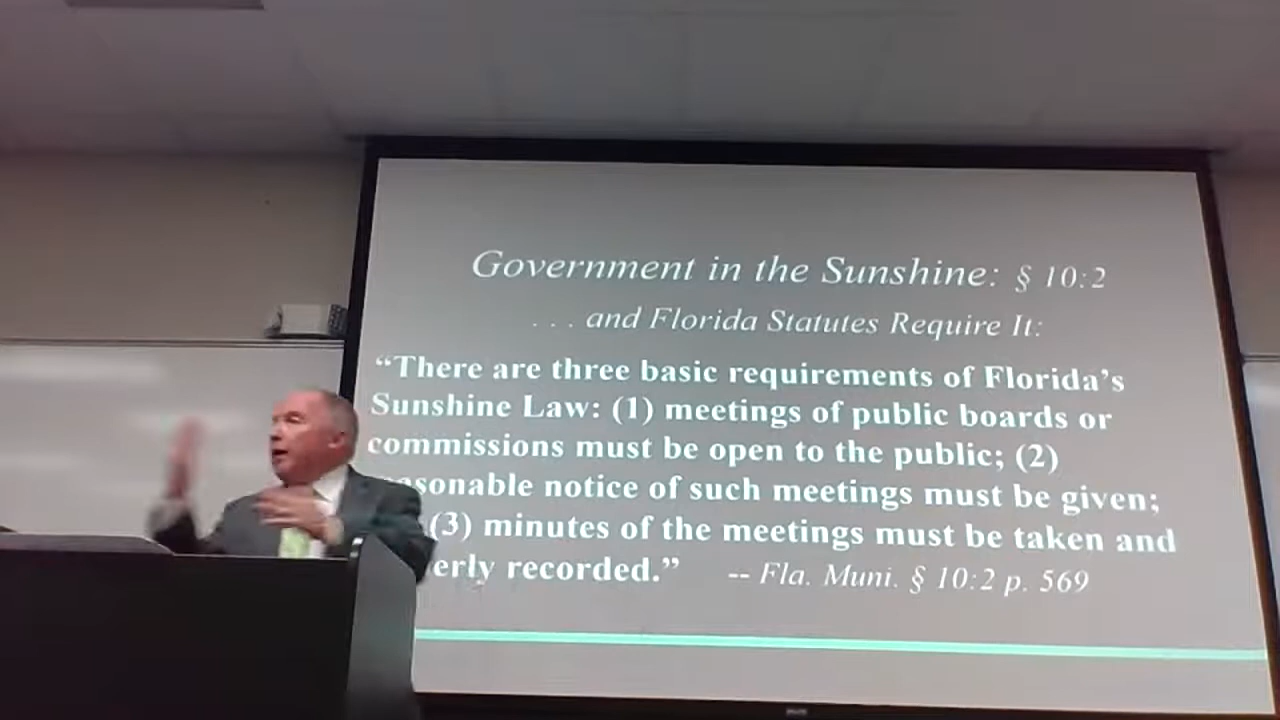 Government in the Sunshine: § 10:2
. . . and Florida Statutes Require It:
“There are three basic requirements of Florida’s
Sunshine Law: (1) meetings of public boards or
commissions must be open to the public; (2)
notice of such meetings must be given;
(3) minutes of the meetings must be taken and
recorded.” -- Fla. Muni. § 10:2 p. 569